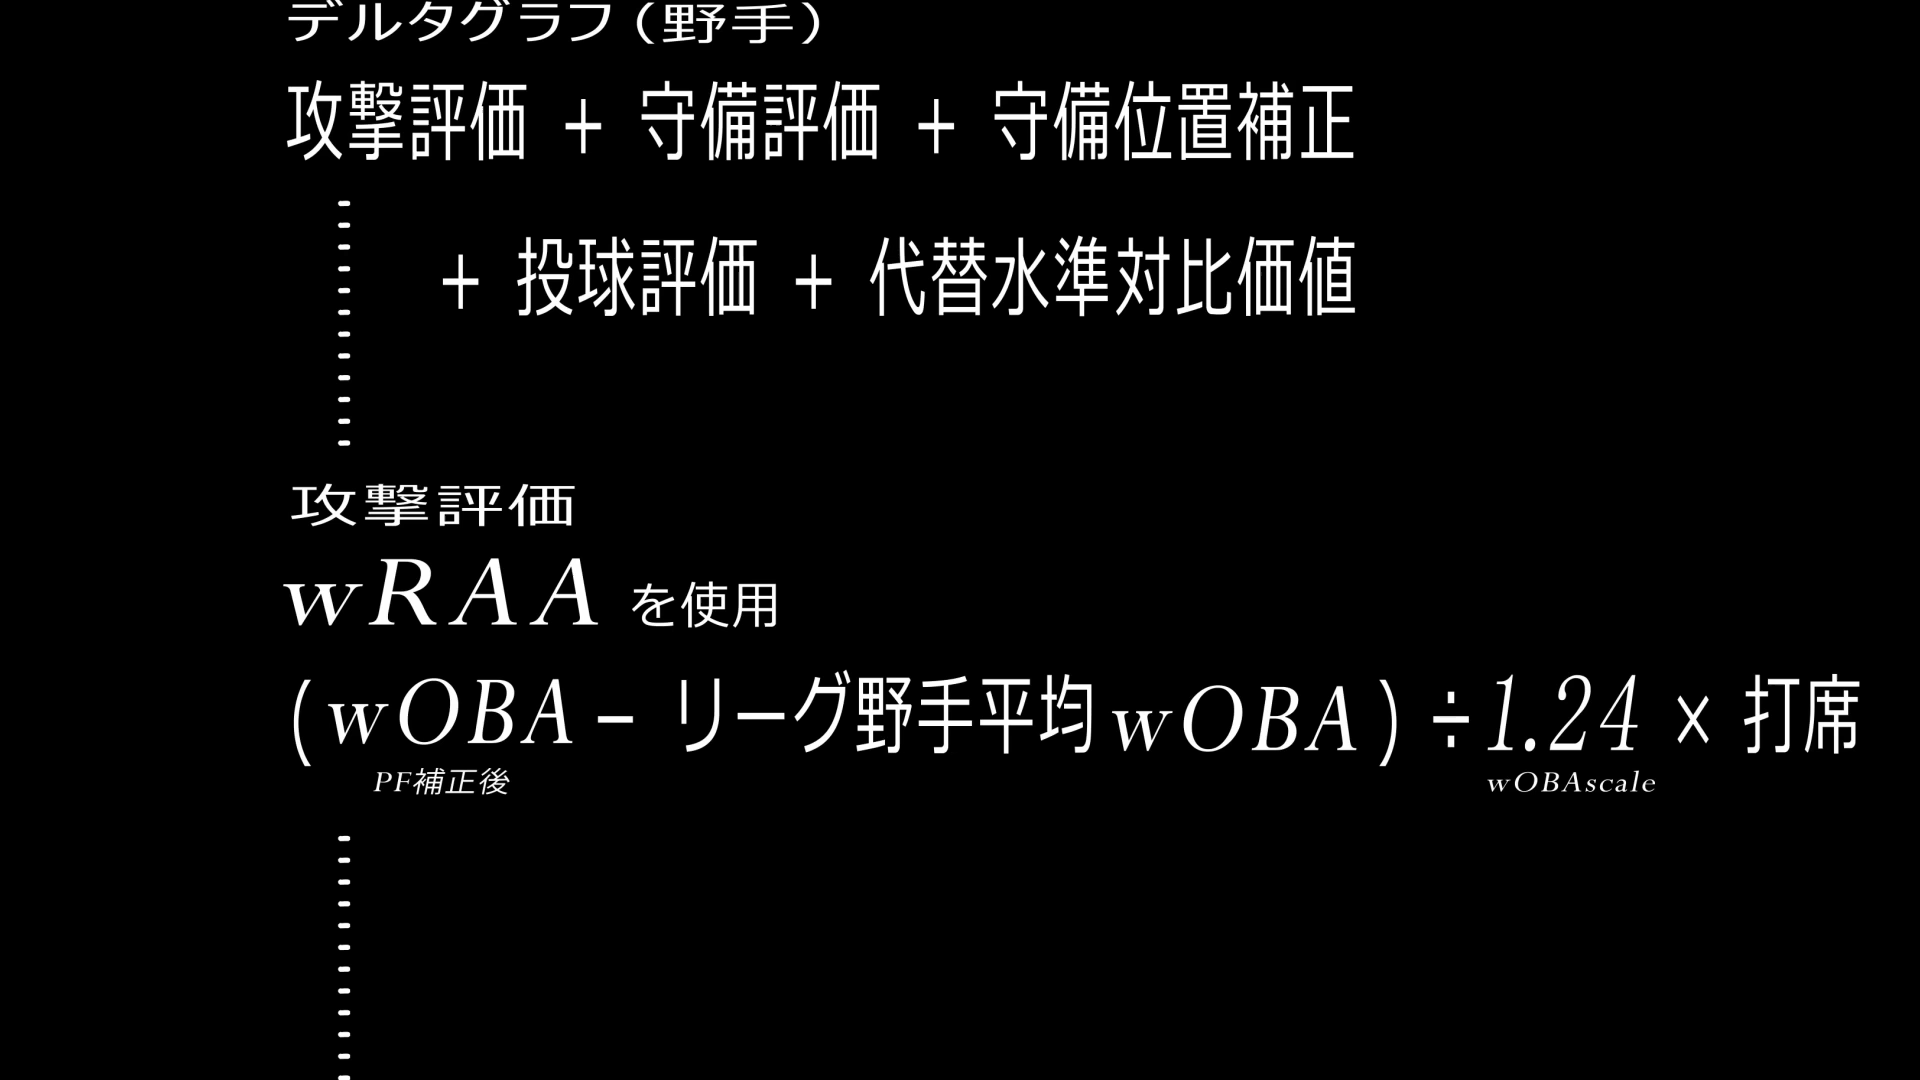 デルタグラフ（野手）
攻撃評価 + 守備評価 + 守備位置補正
+ 投球評価 + 代替水準対比価値
攻撃評価
wRAA を使用
(wOBA − リーグ野手平均wOBA) ÷ 1.24 × 打席
PF補正後 wOBAscale